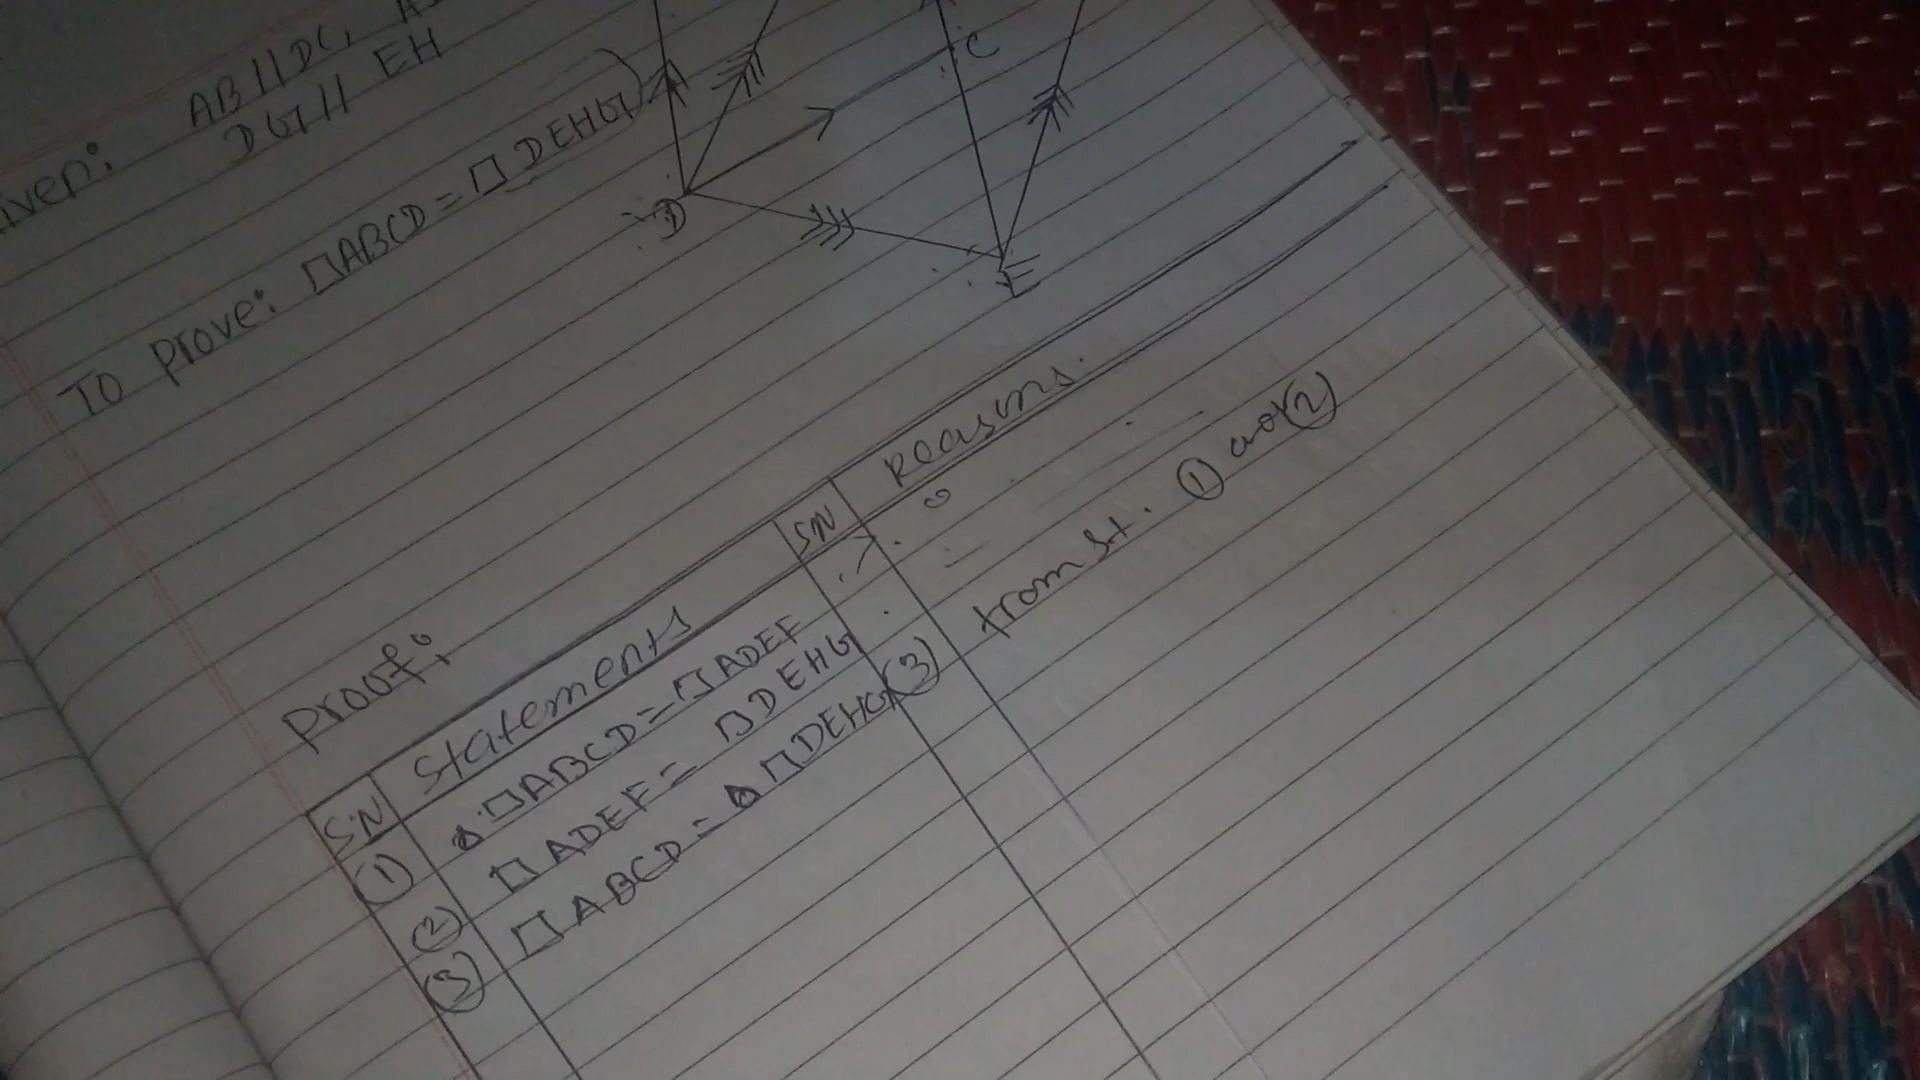 iven: AB//DC,
DG// EH
To prove: □ABCD = □DEHG
D
C
E
proof:
S.N Statements SN Reasons.
(1) □ABCD = □ADEF
(2) □ADEF = □DEHG
(3) □ABCD = □DEHG (3) from st. (1) and (2)